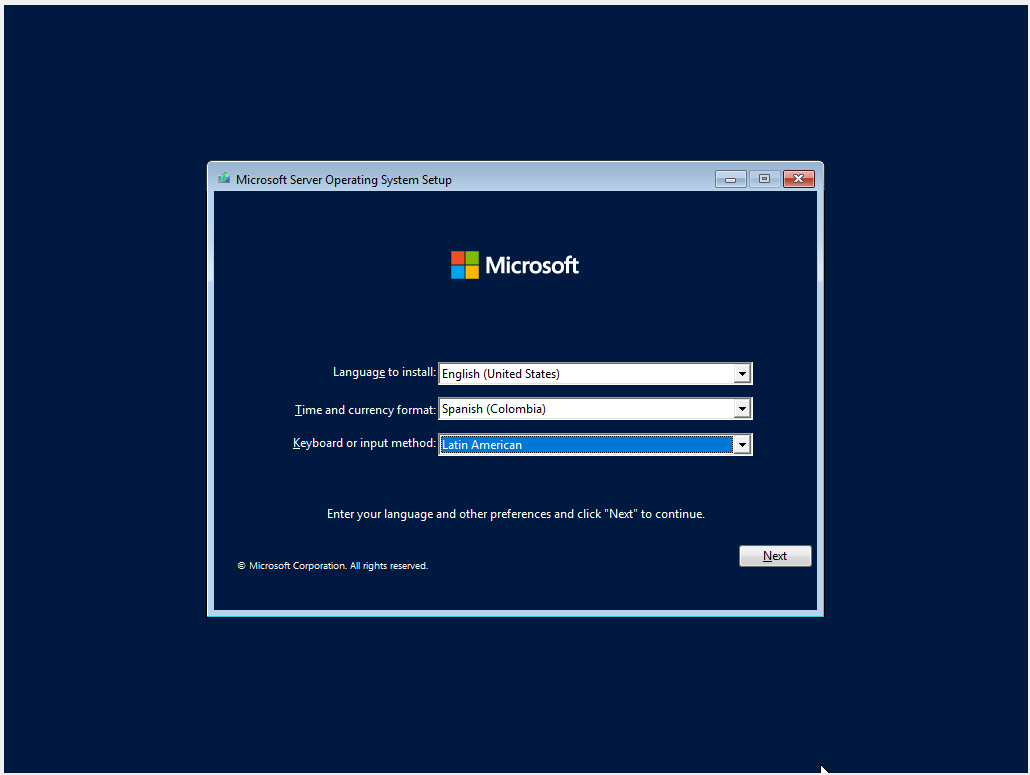 Microsoft Server Operating System Setup
Microsoft
Language to install: English (United States)
Time and currency format: Spanish (Colombia)
Keyboard or input method: Latin American
Enter your language and other preferences and click "Next" to continue.
Next
© Microsoft Corporation. All rights reserved.